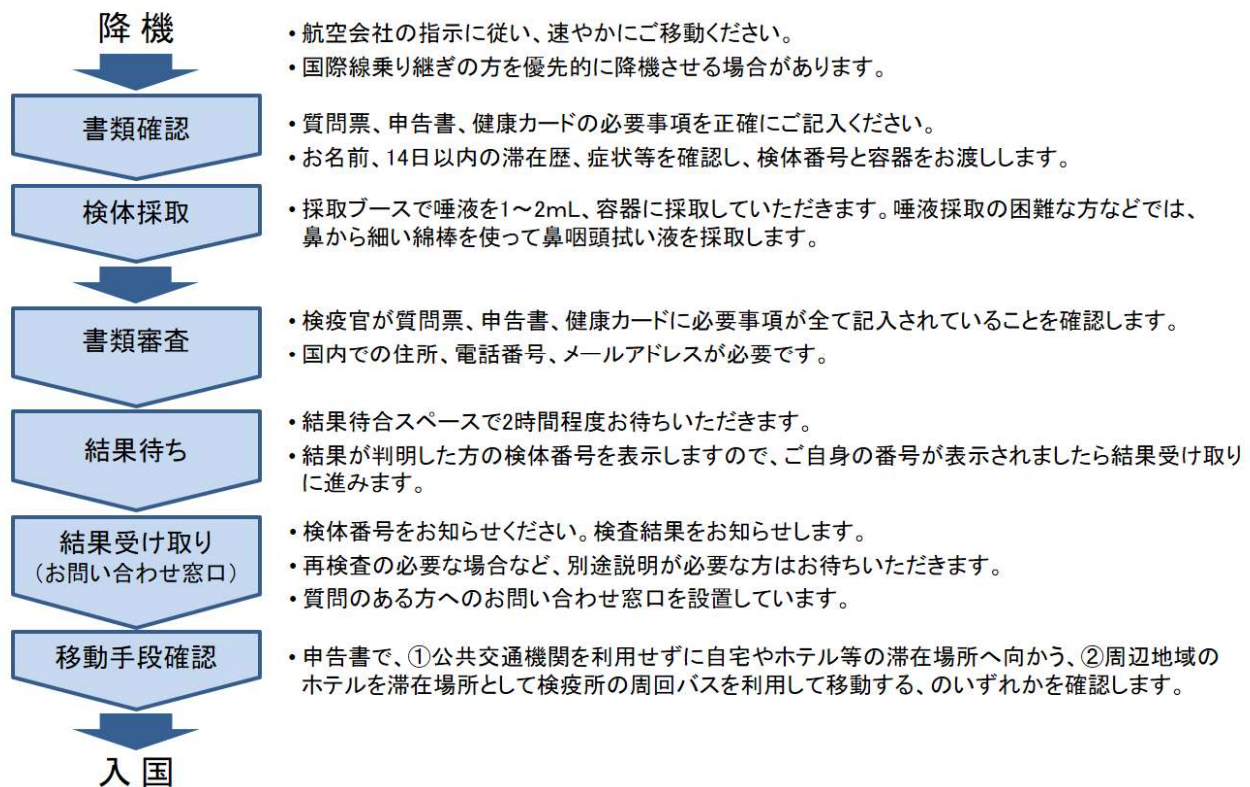 降 機
・航空会社の指示に従い、速やかにご移動ください。
・国際線乗り継ぎの方を優先的に降機させる場合があります。
書類確認
・質問票、申告書、健康カードの必要事項を正確にご記入ください。
・お名前、14日以内の滞在歴、症状等を確認し、検体番号と容器をお渡しします。
検体採取
・採取ブースで唾液を1~2mL、容器に採取していただきます。唾液採取の困難な方などでは、
鼻から細い綿棒を使って鼻咽頭拭い液を採取します。
書類審査
・検疫官が質問票、申告書、健康カードに必要事項が全て記入されていることを確認します。
・国内での住所、電話番号、メールアドレスが必要です。
結果待ち
・結果待合スペースで2時間程度お待ちいただきます。
・結果が判明した方の検体番号を表示しますので、ご自身の番号が表示されましたら結果受け取り
に進みます。
結果受け取り
(お問い合わせ窓口)
・検体番号をお知らせください。検査結果をお知らせします。
・再検査の必要な場合など、別途説明が必要な方はお待ちいただきます。
・質問のある方へのお問い合わせ窓口を設置しています。
移動手段確認
・申告書で、①公共交通機関を利用せずに自宅やホテル等の滞在場所へ向かう、②周辺地域の
ホテルを滞在場所として検疫所の周回バスを利用して移動する、のいずれかを確認します。
入 国